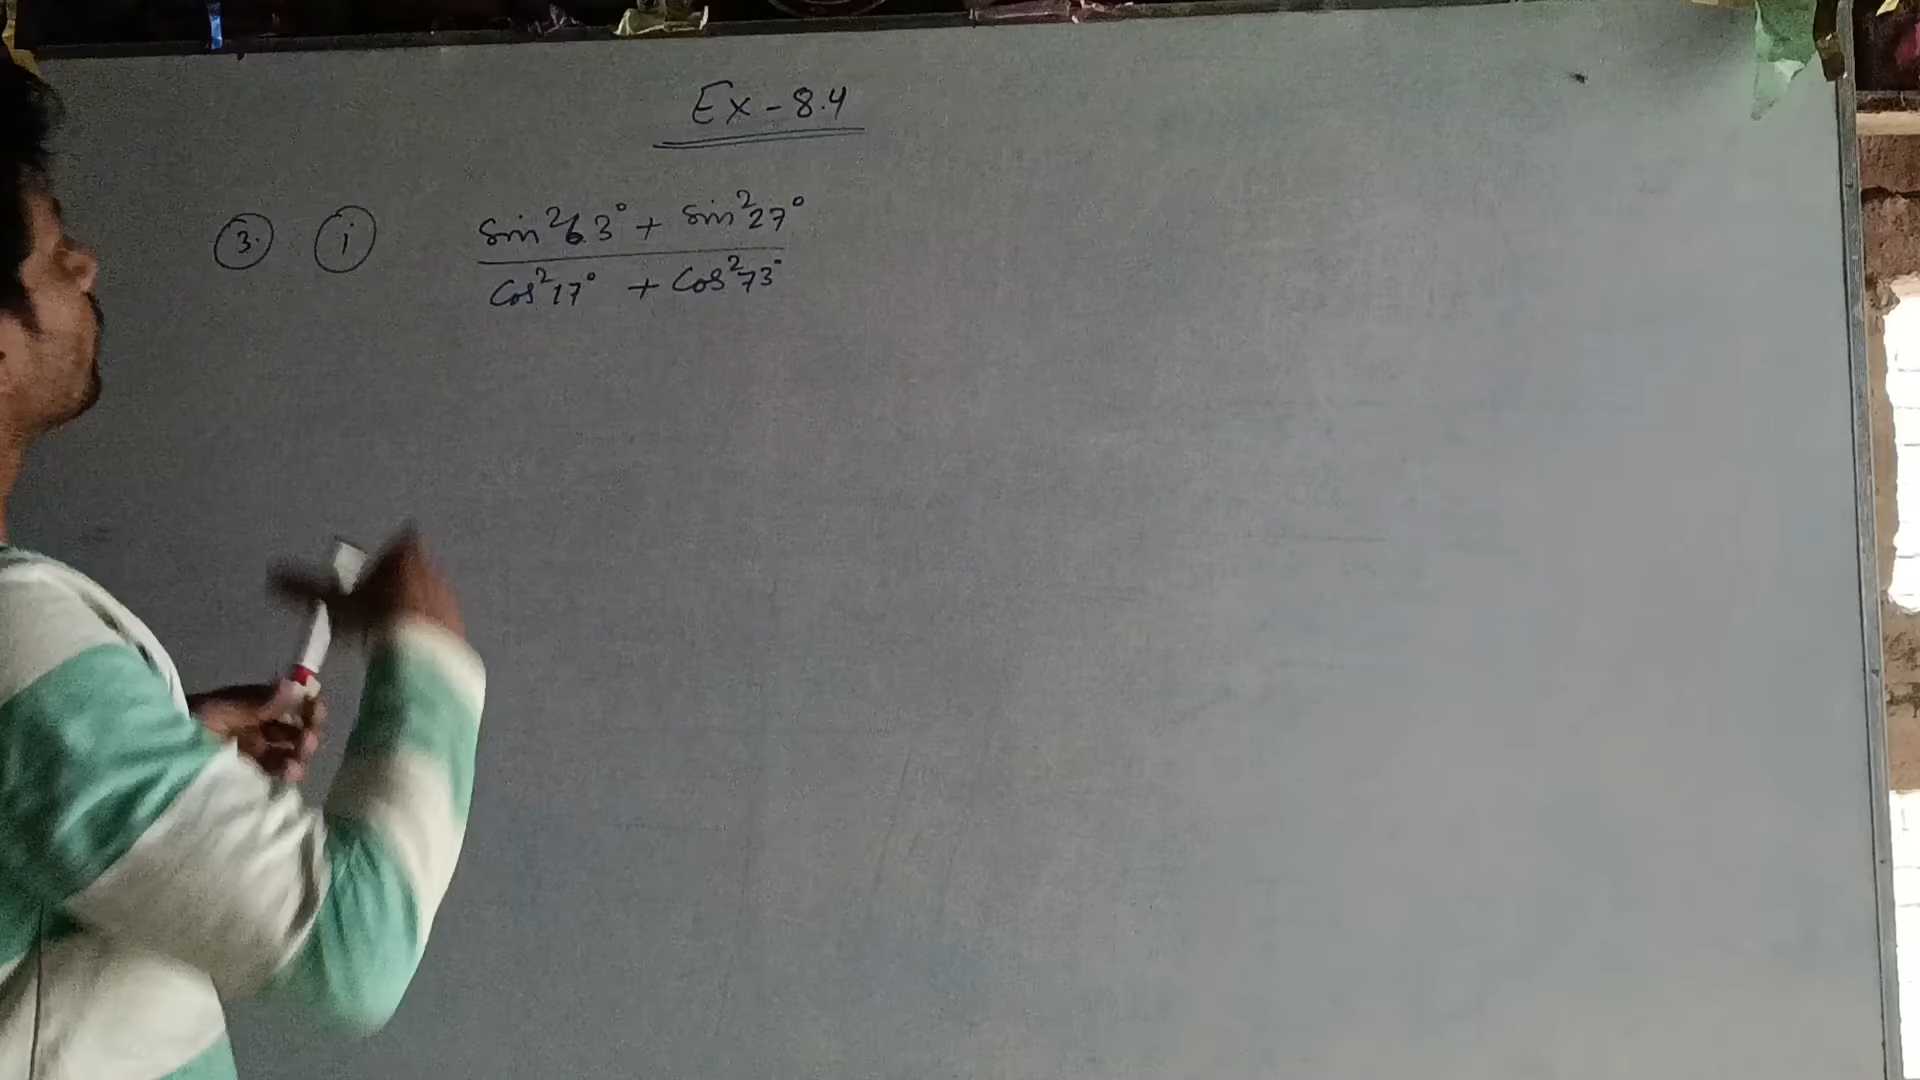 Ex - 8.4
3. i sin²63° + sin²27°
Cos²17° + Cos²73°